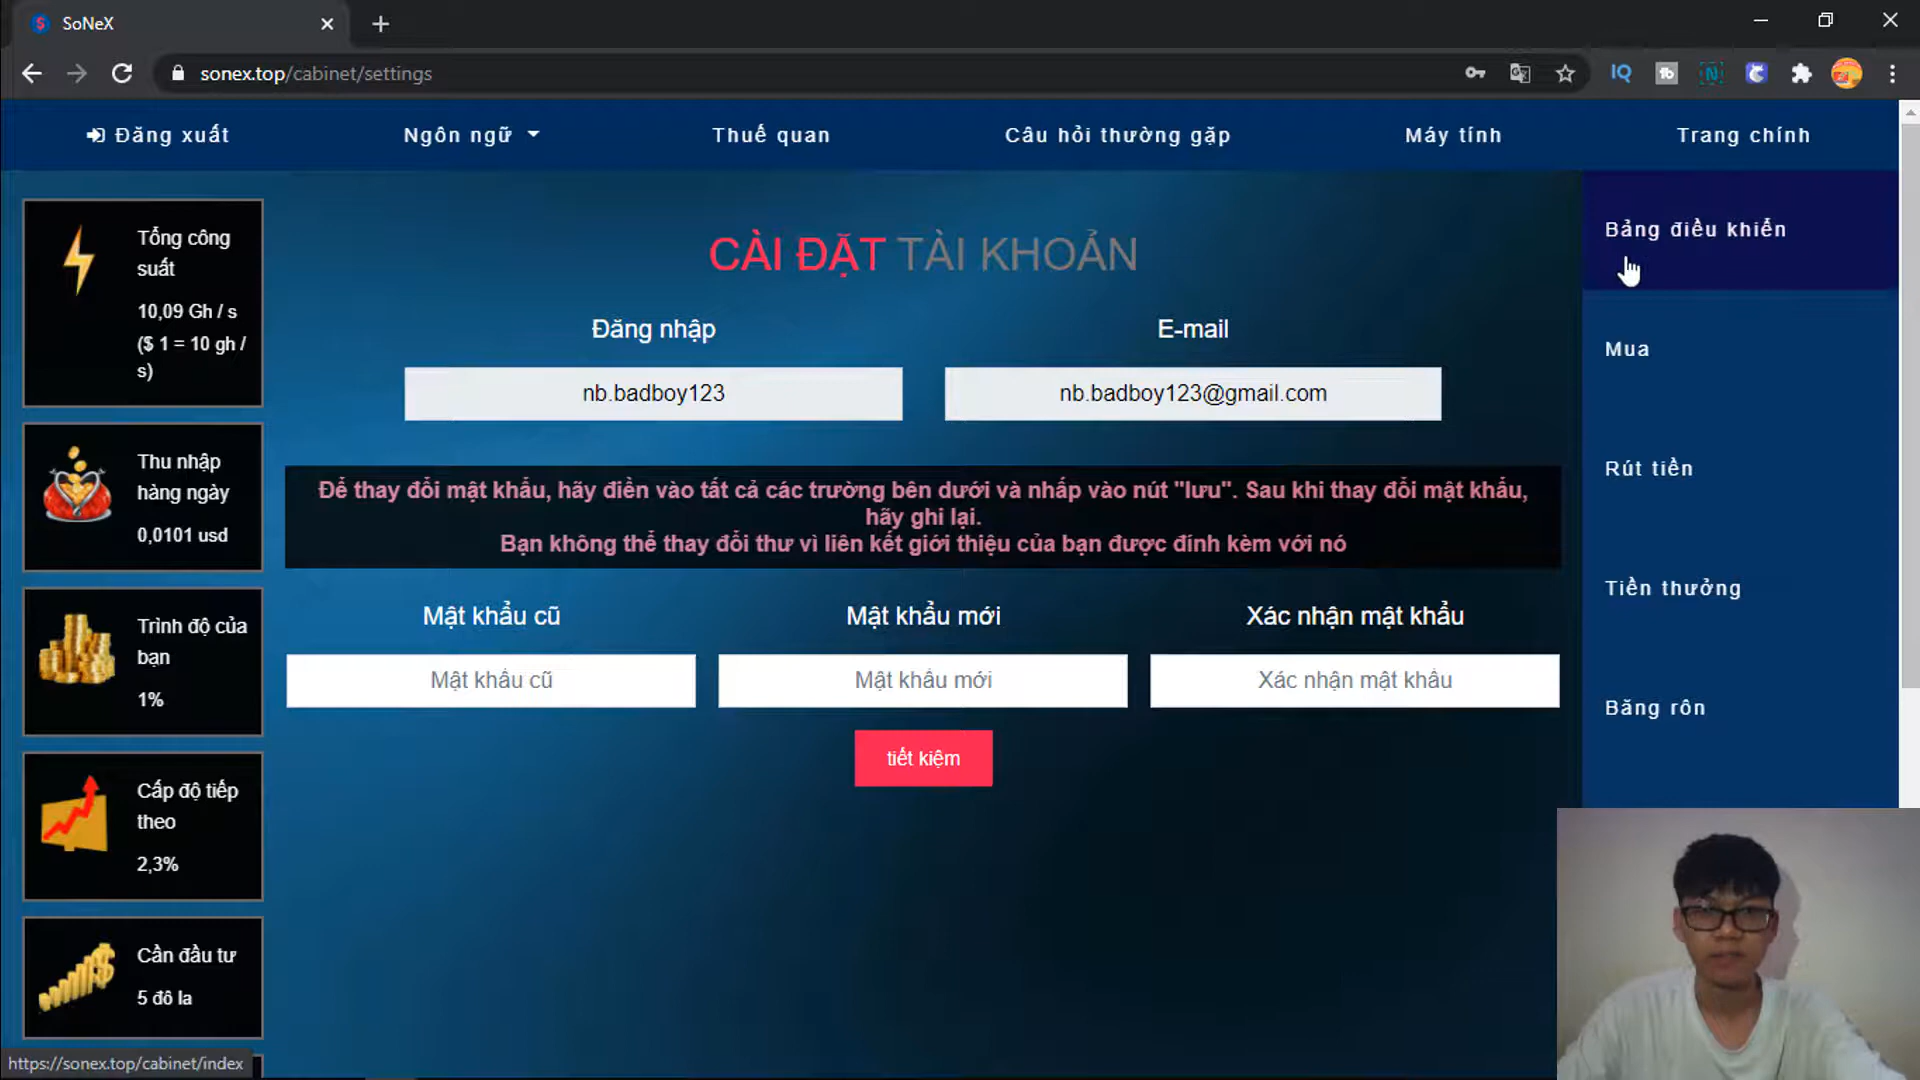 SoNeX
sonex.top/cabinet/settings
Đăng xuất
Ngôn ngữ
Thuế quan
Câu hỏi thường gặp
Máy tính
Trang chính
Tổng công
suất
10,09 Gh / s
($ 1 = 10 gh /
s)
Thu nhập
hàng ngày
0,0101 usd
Trình độ của
bạn
1%
Cấp độ tiếp
theo
2,3%
Cần đầu tư
5 đô la
CÀI ĐẶT TÀI KHOẢN
Đăng nhập
E-mail
nb.badboy123
nb.badboy123@gmail.com
Để thay đổi mật khẩu, hãy điền vào tất cả các trường bên dưới và nhấp vào nút "lưu". Sau khi thay đổi mật khẩu,
hãy ghi lại.
Bạn không thể thay đổi thư vì liên kết giới thiệu của bạn được đính kèm với nó
Mật khẩu cũ
Mật khẩu mới
Xác nhận mật khẩu
Mật khẩu cũ
Mật khẩu mới
Xác nhận mật khẩu
tiết kiệm
Bảng điều khiển
Mua
Rút tiền
Tiền thưởng
Băng rôn
https://sonex.top/cabinet/index